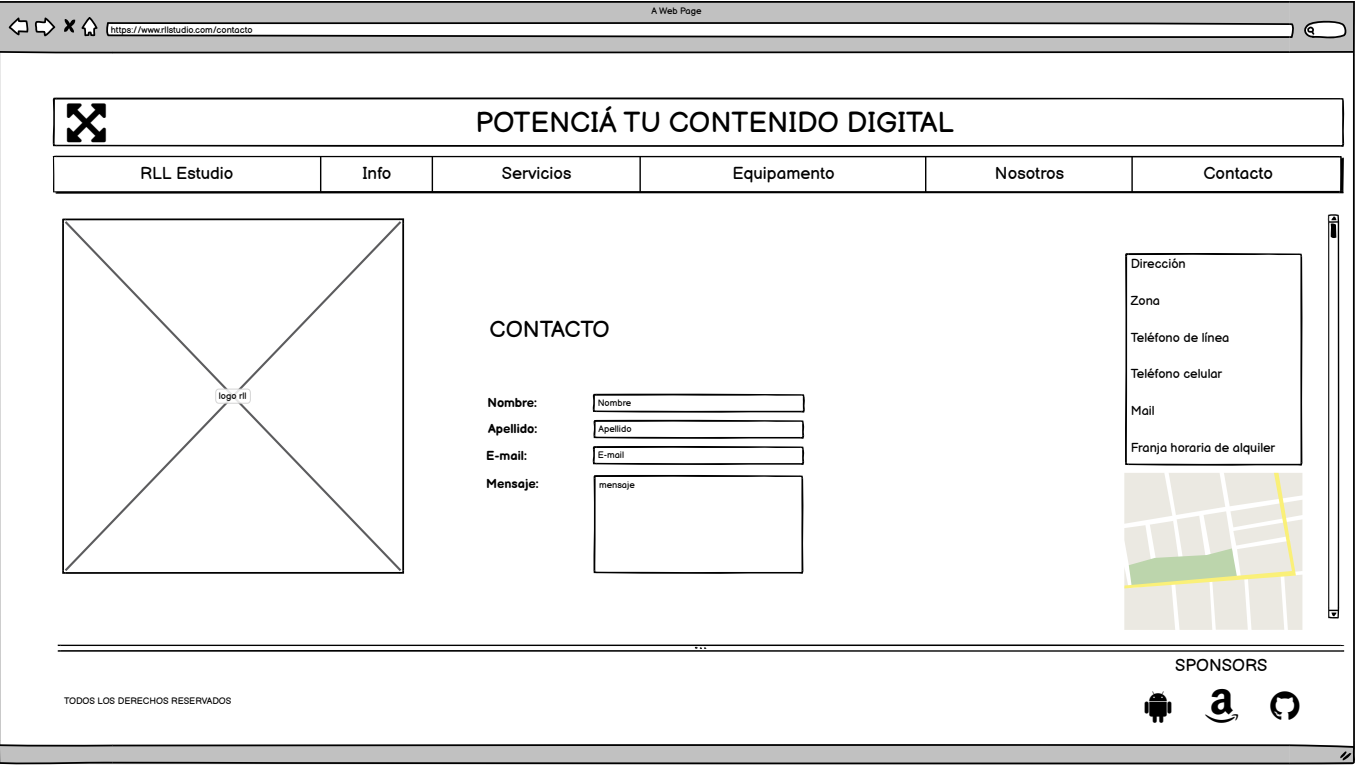 A Web Page
https://www.rllstudio.com/contacto
POTENCIÁ TU CONTENIDO DIGITAL
RLL Estudio Info Servicios Equipamento Nosotros Contacto
logo rll
CONTACTO
Nombre: Nombre
Apellido: Apellido
E-mail: E-mail
Mensaje: mensaje
Dirección
Zona
Teléfono de línea
Teléfono celular
Mail
Franja horaria de alquiler
SPONSORS
TODOS LOS DERECHOS RESERVADOS